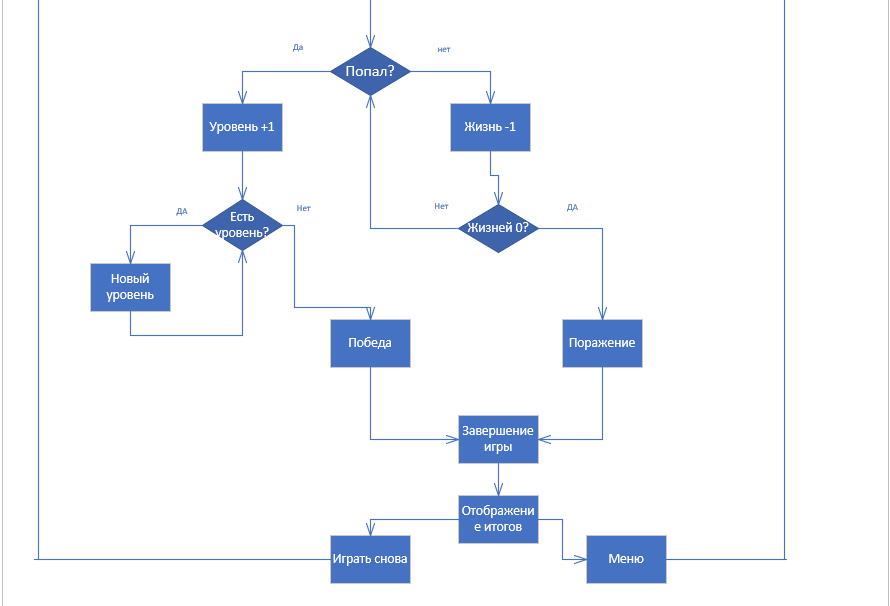 Да
нет
Попал?
Уровень +1
Жизнь -1
ДА
Нет
Нет
ДА
Есть
уровень?
Жизней 0?
Новый
уровень
Победа
Поражение
Завершение
игры
Отображени
е итогов
Играть снова
Меню